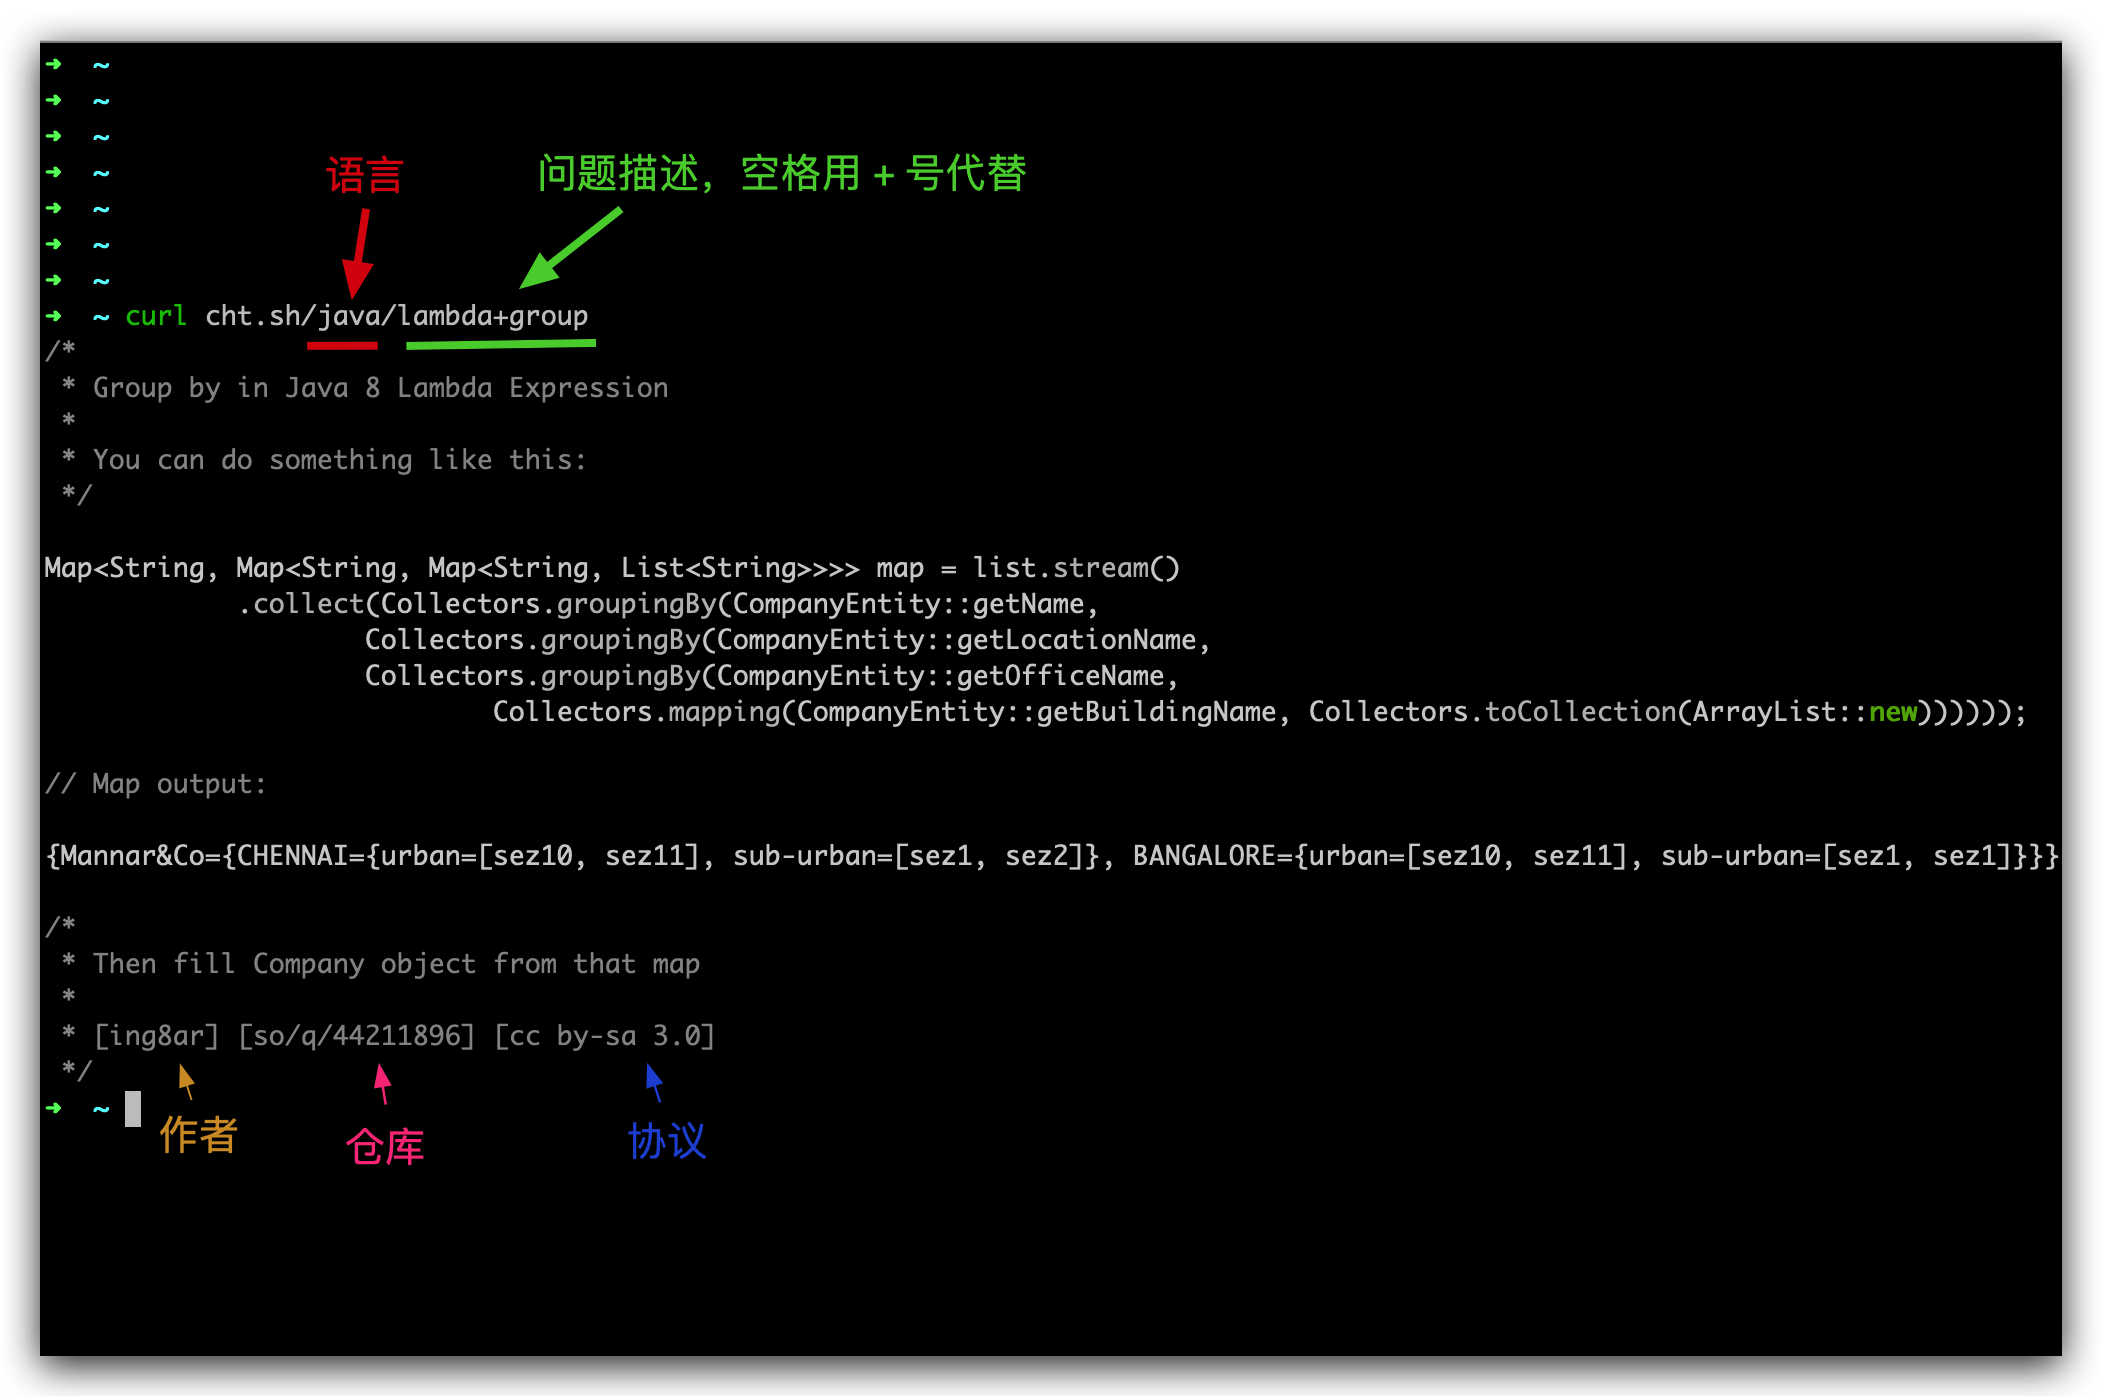 ➜ ~
➜ ~
➜ ~
➜ ~
➜ ~
➜ ~
➜ ~
语言
问题描述，空格用 + 号代替
➜ ~ curl cht.sh/java/lambda+group
/*
 * Group by in Java 8 Lambda Expression
 *
 * You can do something like this:
 */
Map<String, Map<String, Map<String, List<String>>>> map = list.stream()
            .collect(Collectors.groupingBy(CompanyEntity::getName,
                    Collectors.groupingBy(CompanyEntity::getLocationName,
                    Collectors.groupingBy(CompanyEntity::getOfficeName,
                            Collectors.mapping(CompanyEntity::getBuildingName, Collectors.toCollection(ArrayList::new))))));
// Map output:
{Mannar&Co={CHENNAI={urban=[sez10, sez11], sub-urban=[sez1, sez2]}, BANGALORE={urban=[sez10, sez11], sub-urban=[sez1, sez1]}}}
/*
 * Then fill Company object from that map
 *
 * [ing8ar] [so/q/44211896] [cc by-sa 3.0]
 */
➜ ~
作者
仓库
协议